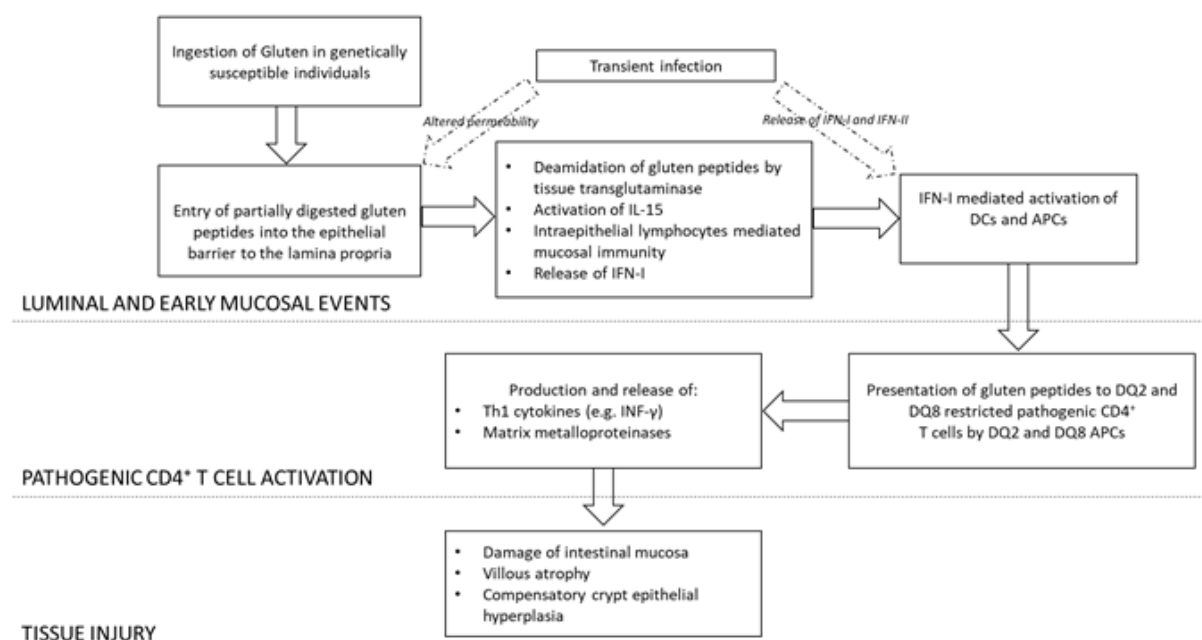 Ingestion of Gluten in genetically
susceptible individuals
Transient infection
Altered permeability
Release of IFN-I and IFN-II
Entry of partially digested gluten
peptides into the epithelial
barrier to the lamina propria
• Deamidation of gluten peptides by
tissue transglutaminase
• Activation of IL-15
• Intraepithelial lymphocytes mediated
mucosal immunity
• Release of IFN-I
IFN-I mediated activation of
DCs and APCs
LUMINAL AND EARLY MUCOSAL EVENTS
Production and release of:
• Th1 cytokines (e.g. INF-γ)
• Matrix metalloproteinases
Presentation of gluten peptides to DQ2 and
DQ8 restricted pathogenic CD4⁺
T cells by DQ2 and DQ8 APCs
PATHOGENIC CD4⁺ T CELL ACTIVATION
• Damage of intestinal mucosa
• Villous atrophy
• Compensatory crypt epithelial
hyperplasia
TISSUE INJURY